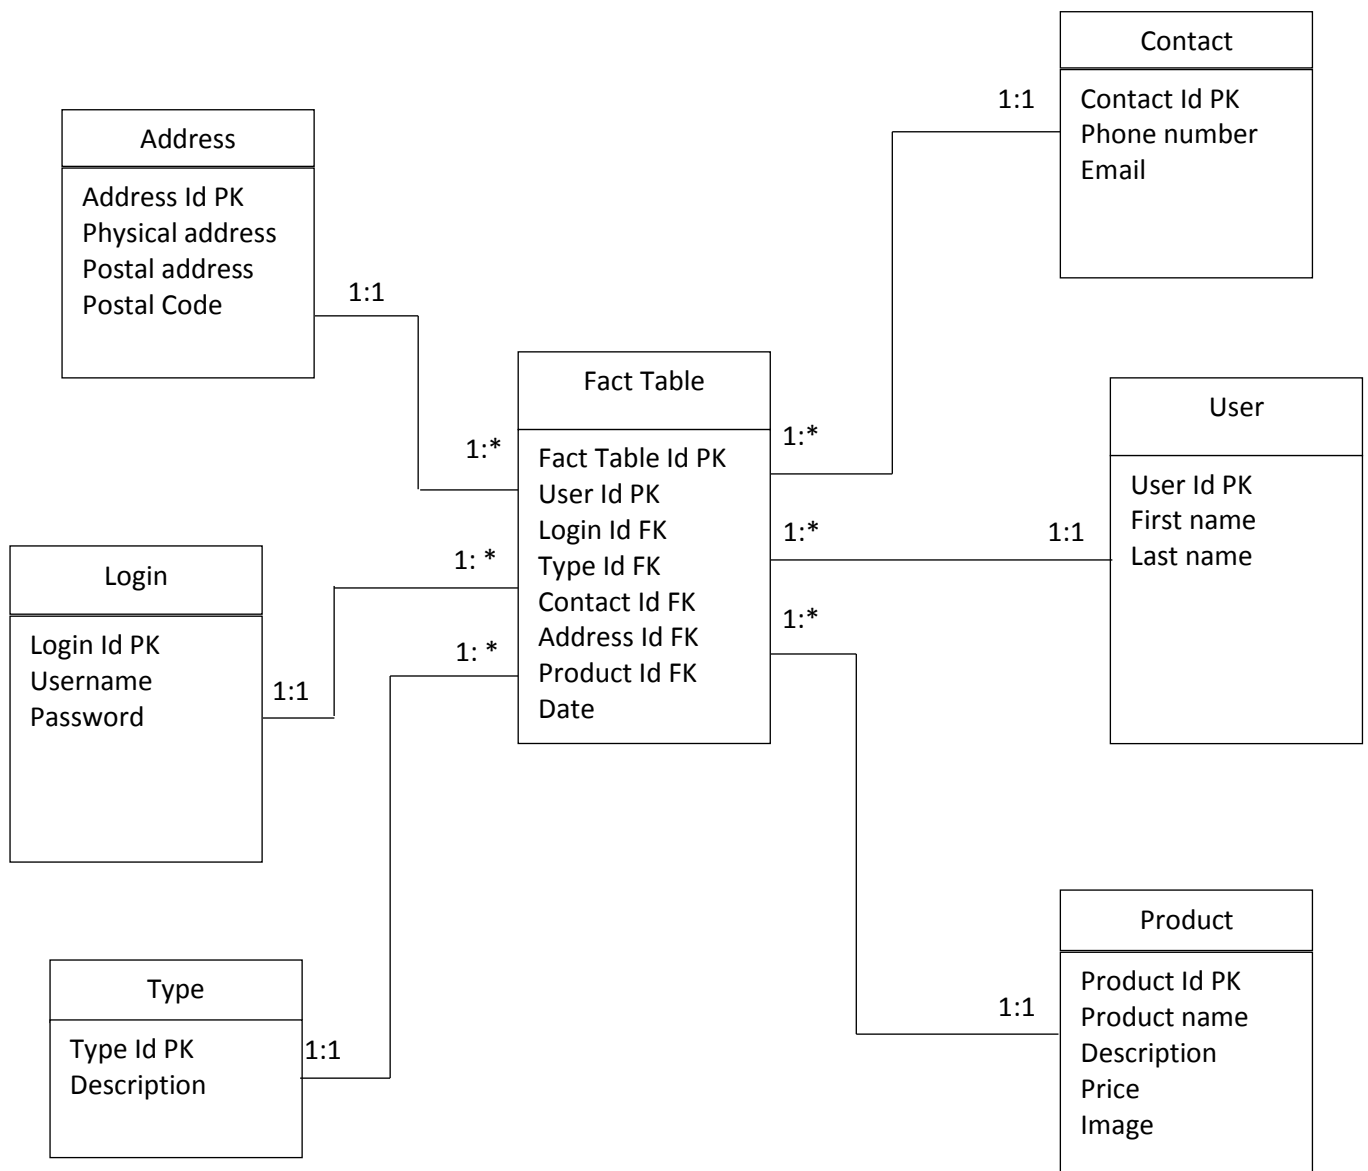 Contact
1:1
Contact Id PK
Phone number
Email
Address
Address Id PK
Physical address
Postal address
Postal Code
1:1
Fact Table
1:*
1:*
Fact Table Id PK
User Id PK
Login Id FK
Type Id FK
Contact Id FK
Address Id FK
Product Id FK
Date
1:*
1:1
1:*
1: *
1: *
User
User Id PK
First name
Last name
Login
Login Id PK
Username
Password
1:1
Type
Type Id PK
Description
1:1
Product
1:1
Product Id PK
Product name
Description
Price
Image